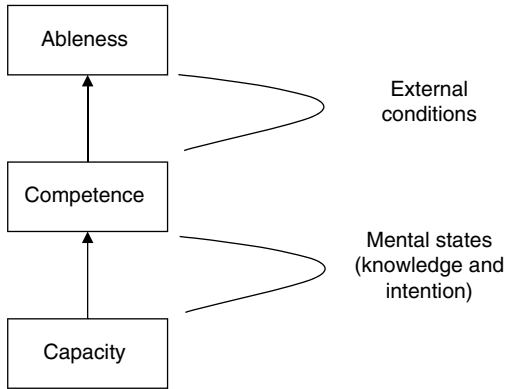 Ableness
External
conditions
Competence
Mental states
(knowledge and
intention)
Capacity